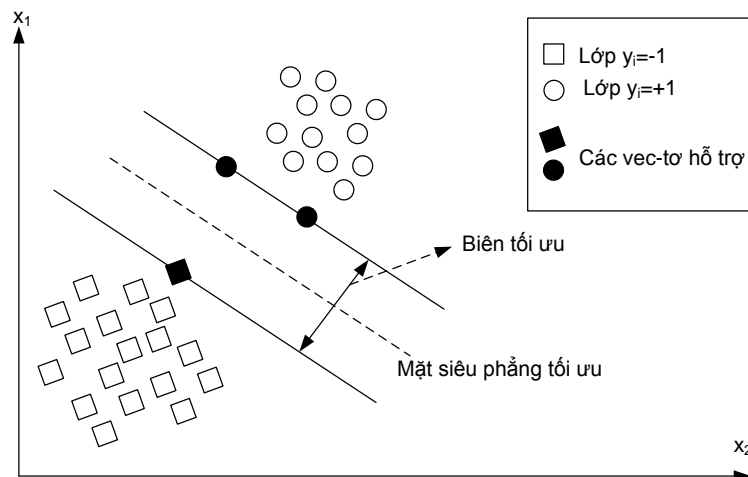 x₁
Lớp yᵢ=-1
Lớp yᵢ=+1
Các vec-tơ hỗ trợ
Biên tối ưu
Mặt siêu phẳng tối ưu
x₂